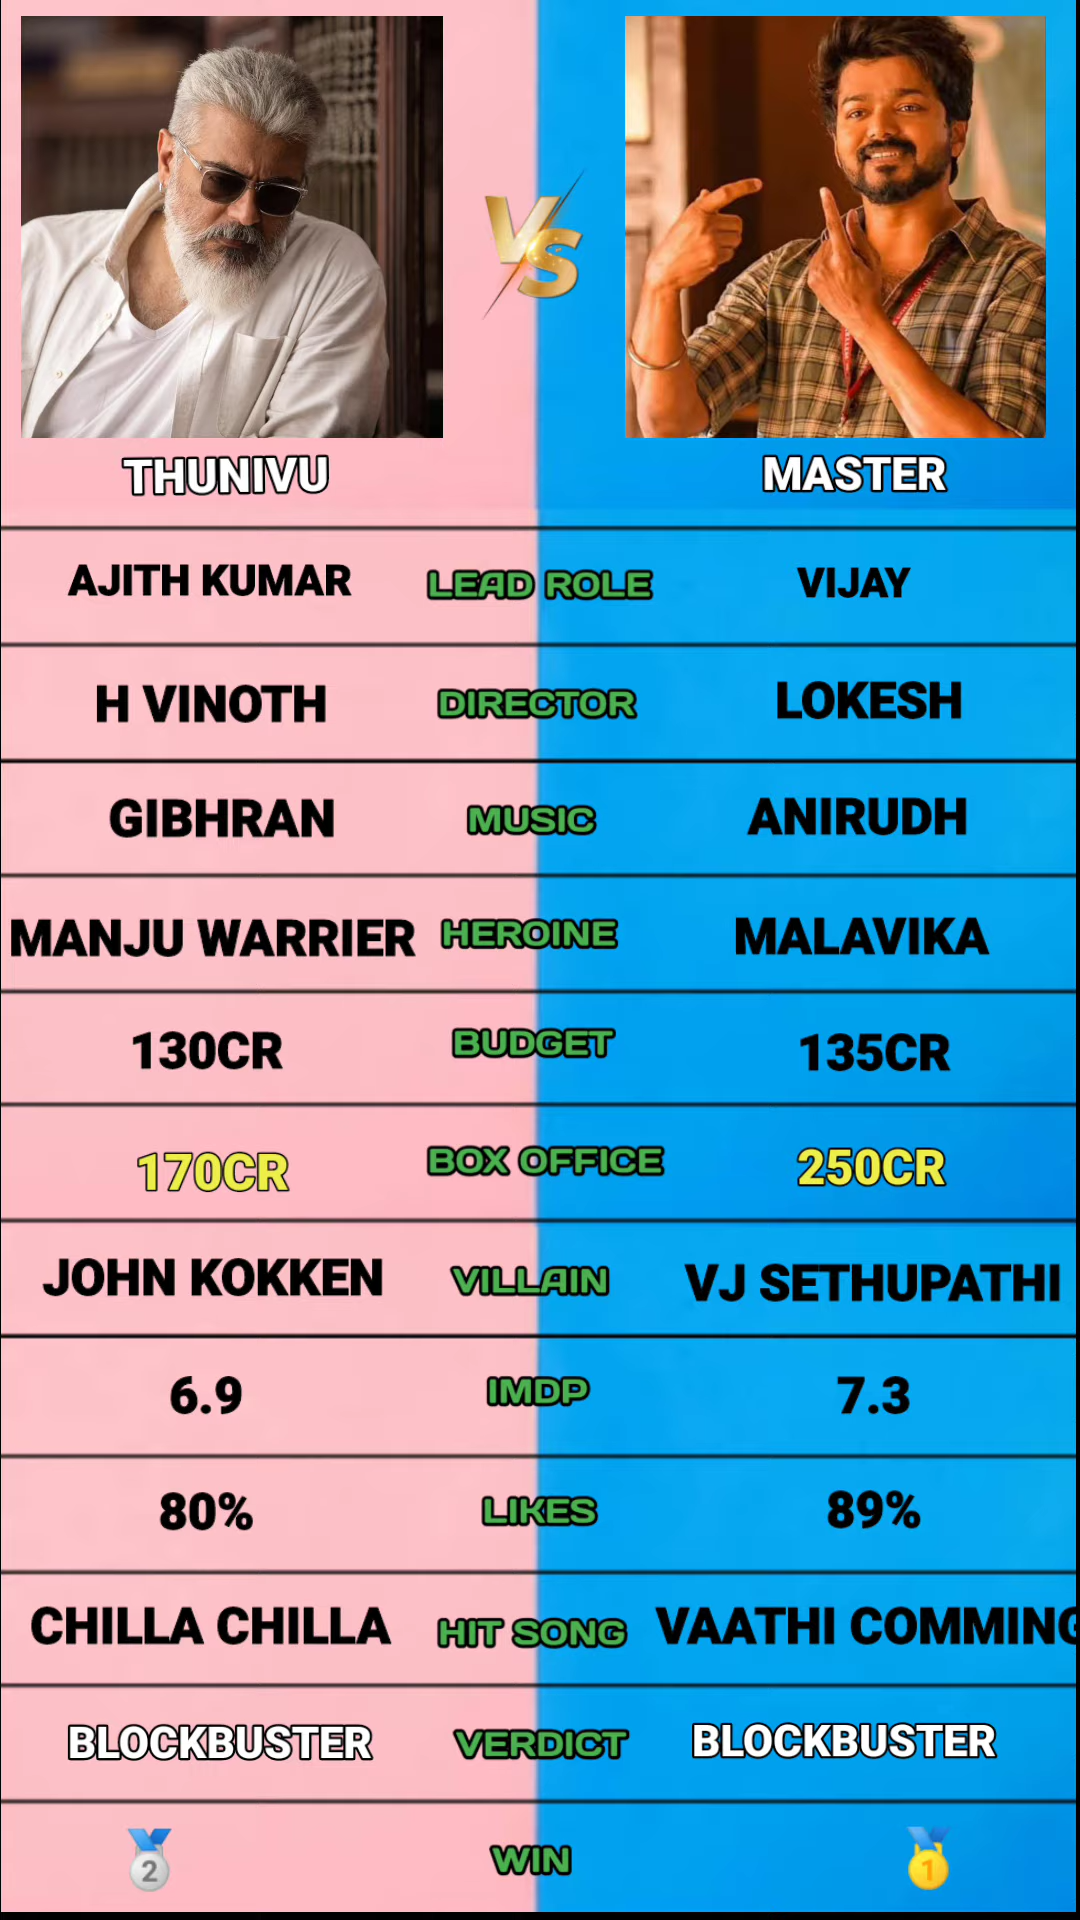 VS
THUNIVU MASTER
AJITH KUMAR LEAD ROLE VIJAY
H VINOTH DIRECTOR LOKESH
GIBHRAN MUSIC ANIRUDH
MANJU WARRIER HEROINE MALAVIKA
130CR BUDGET 135CR
170CR BOX OFFICE 250CR
JOHN KOKKEN VILLAIN VJ SETHUPATHI
6.9 IMDP 7.3
80% LIKES 89%
CHILLA CHILLA HIT SONG VAATHI COMMING
BLOCKBUSTER VERDICT BLOCKBUSTER
2 WIN 1